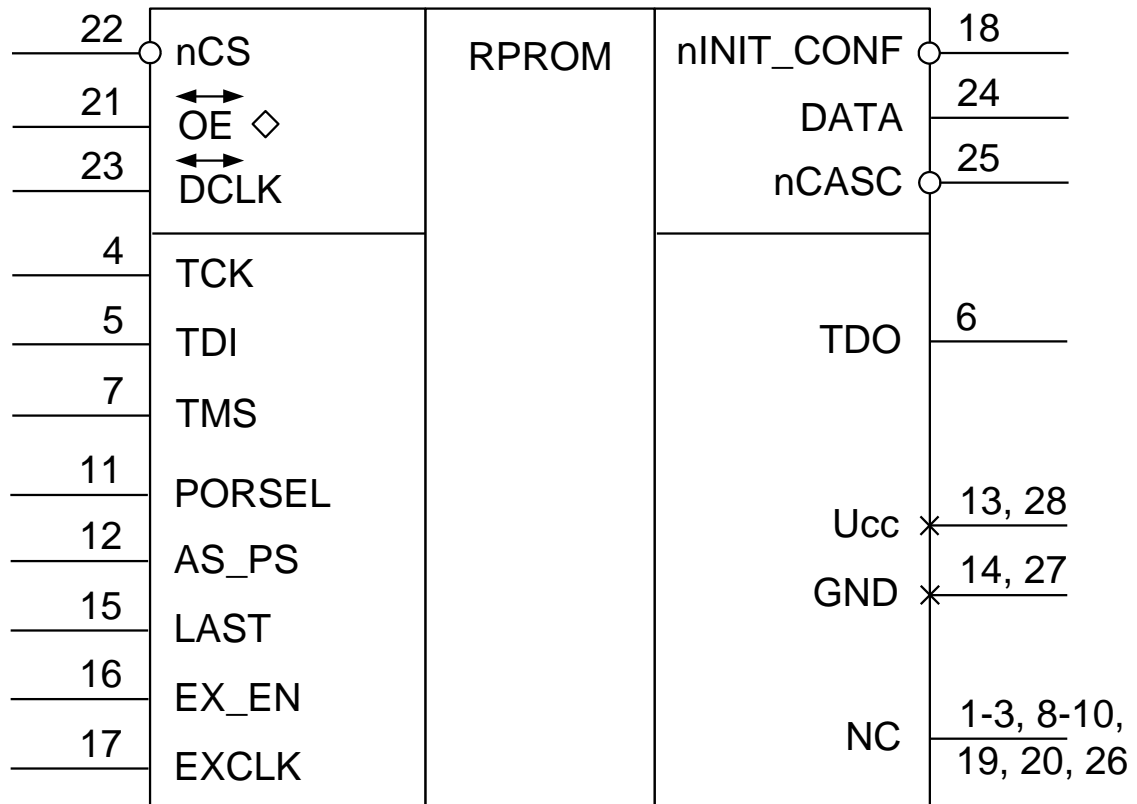 22 nCS RPROM nINIT_CONF 18
21 OE DATA 24
23 DCLK nCASC 25
4 TCK
5 TDI TDO 6
7 TMS
11 PORSEL Ucc 13, 28
12 AS_PS GND 14, 27
15 LAST
16 EX_EN NC 1-3, 8-10,
17 EXCLK 19, 20, 26